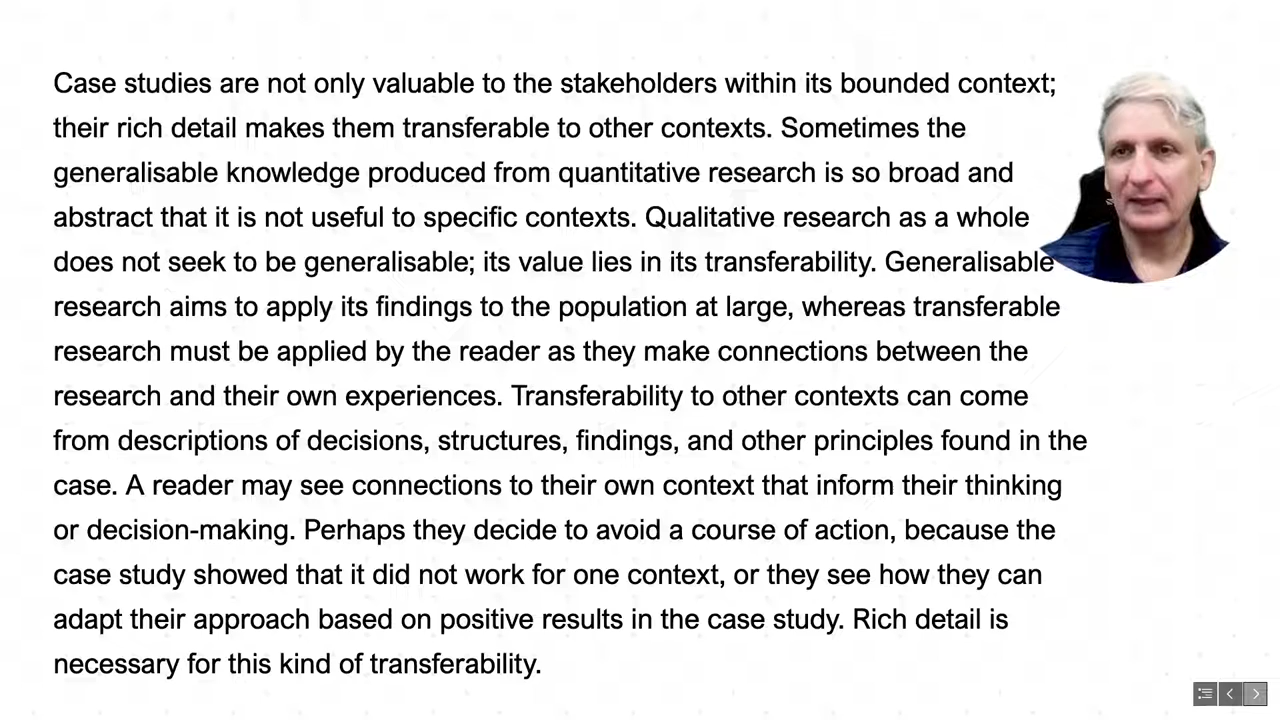 Case studies are not only valuable to the stakeholders within its bounded context;
their rich detail makes them transferable to other contexts. Sometimes the
generalisable knowledge produced from quantitative research is so broad and
abstract that it is not useful to specific contexts. Qualitative research as a whole
does not seek to be generalisable; its value lies in its transferability. Generalisable
research aims to apply its findings to the population at large, whereas transferable
research must be applied by the reader as they make connections between the
research and their own experiences. Transferability to other contexts can come
from descriptions of decisions, structures, findings, and other principles found in the
case. A reader may see connections to their own context that inform their thinking
or decision-making. Perhaps they decide to avoid a course of action, because the
case study showed that it did not work for one context, or they see how they can
adapt their approach based on positive results in the case study. Rich detail is
necessary for this kind of transferability.